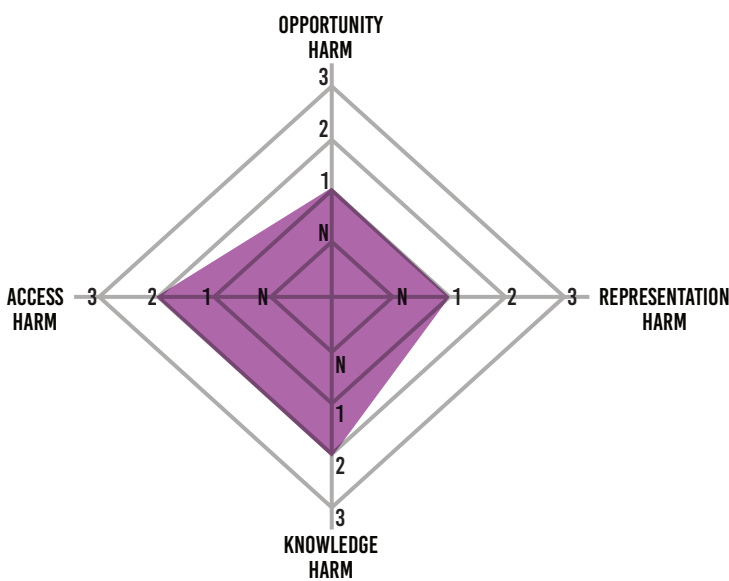 OPPORTUNITY
HARM
3
2
1
N
ACCESS
HARM
3 2 1 N N 1 2 3
REPRESENTATION
HARM
N
1
2
3
KNOWLEDGE
HARM